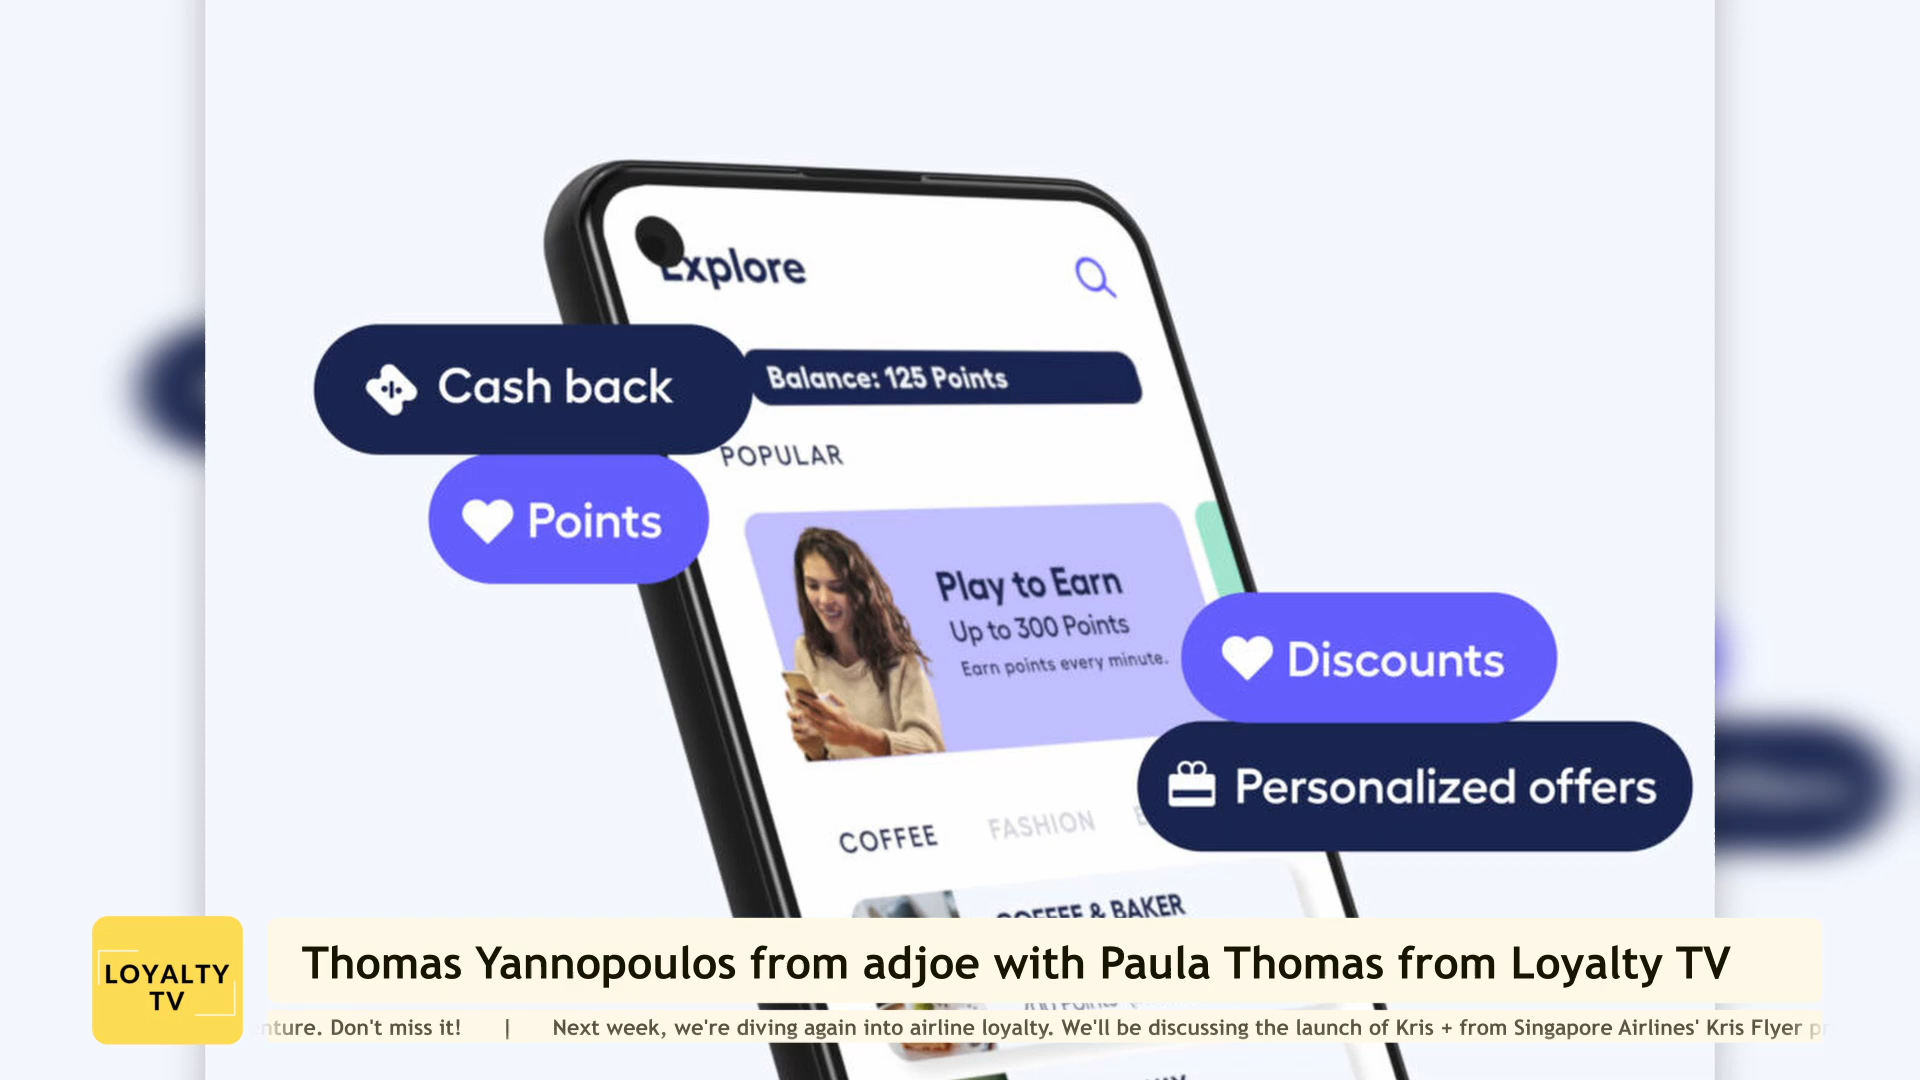 Explore
Cash back
Balance: 125 Points
POPULAR
Points
Play to Earn
Up to 300 Points
Earn points every minute.
Discounts
Personalized offers
COFFEE FASHION
COFFEE & BAKER
Thomas Yannopoulos from adjoe with Paula Thomas from Loyalty TV
LOYALTY
TV
nture. Don't miss it! | Next week, we're diving again into airline loyalty. We'll be discussing the launch of Kris + from Singapore Airlines' Kris Flyer